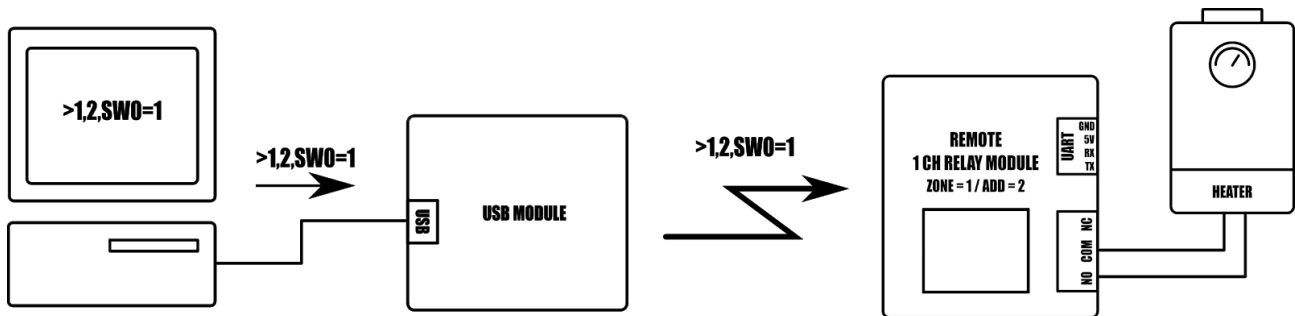 >1,2,SW0=1
>1,2,SW0=1
USB
USB MODULE
>1,2,SW0=1
REMOTE
1 CH RELAY MODULE
ZONE = 1 / ADD = 2
UART
GND
5V
RX
TX
NO COM NC
HEATER